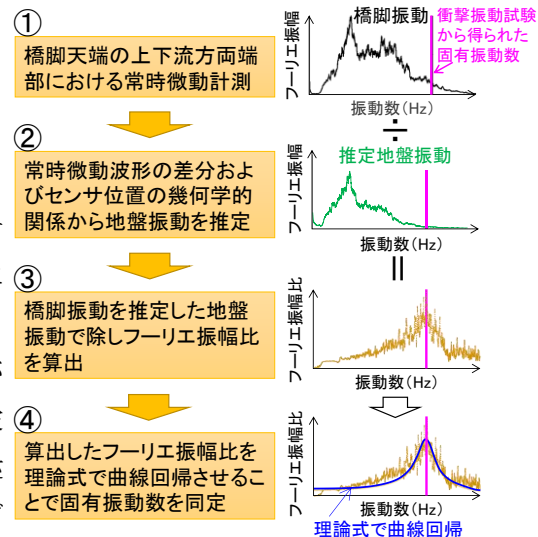 ①
橋脚天端の上下流方両端
部における常時微動計測
②
常時微動波形の差分およ
びセンサ位置の幾何学的
関係から地盤振動を推定
③
橋脚振動を推定した地盤
振動で除しフーリエ振幅比
を算出
④
算出したフーリエ振幅比を
理論式で曲線回帰させるこ
とで固有振動数を同定
フーリエ振幅
橋脚振動
衝撃振動試験
から得られた
固有振動数
振動数(Hz)
÷
フーリエ振幅
推定地盤振動
振動数(Hz)
=
フーリエ振幅比
振動数(Hz)
フーリエ振幅比
振動数(Hz)
理論式で曲線回帰